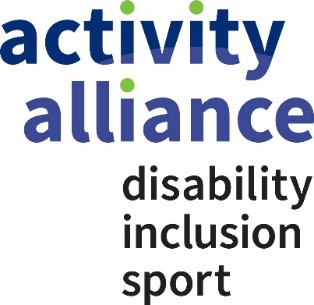 activity
alliance
disability
inclusion
sport